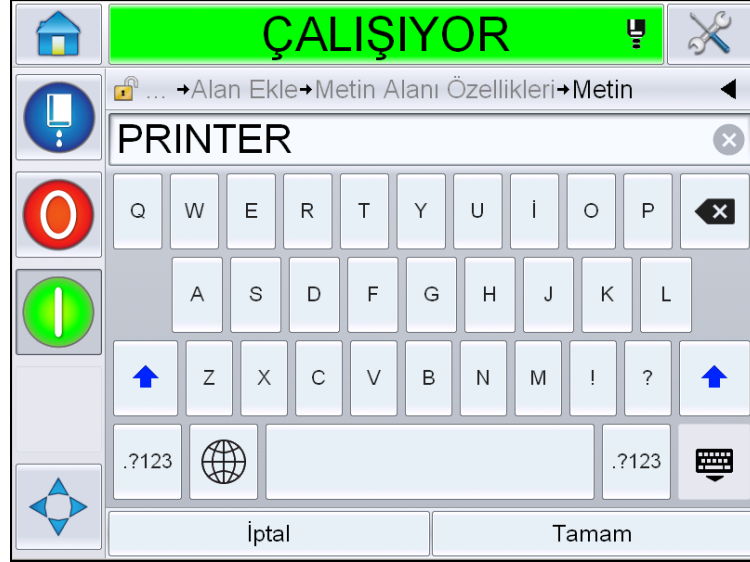 ÇALIŞIYOR
... →Alan Ekle→Metin Alanı Özellikleri→Metin
PRINTER
Q W E R T Y U İ O P
A S D F G H J K L
Z X C V B N M ! ?
.?123 .?123
İptal Tamam